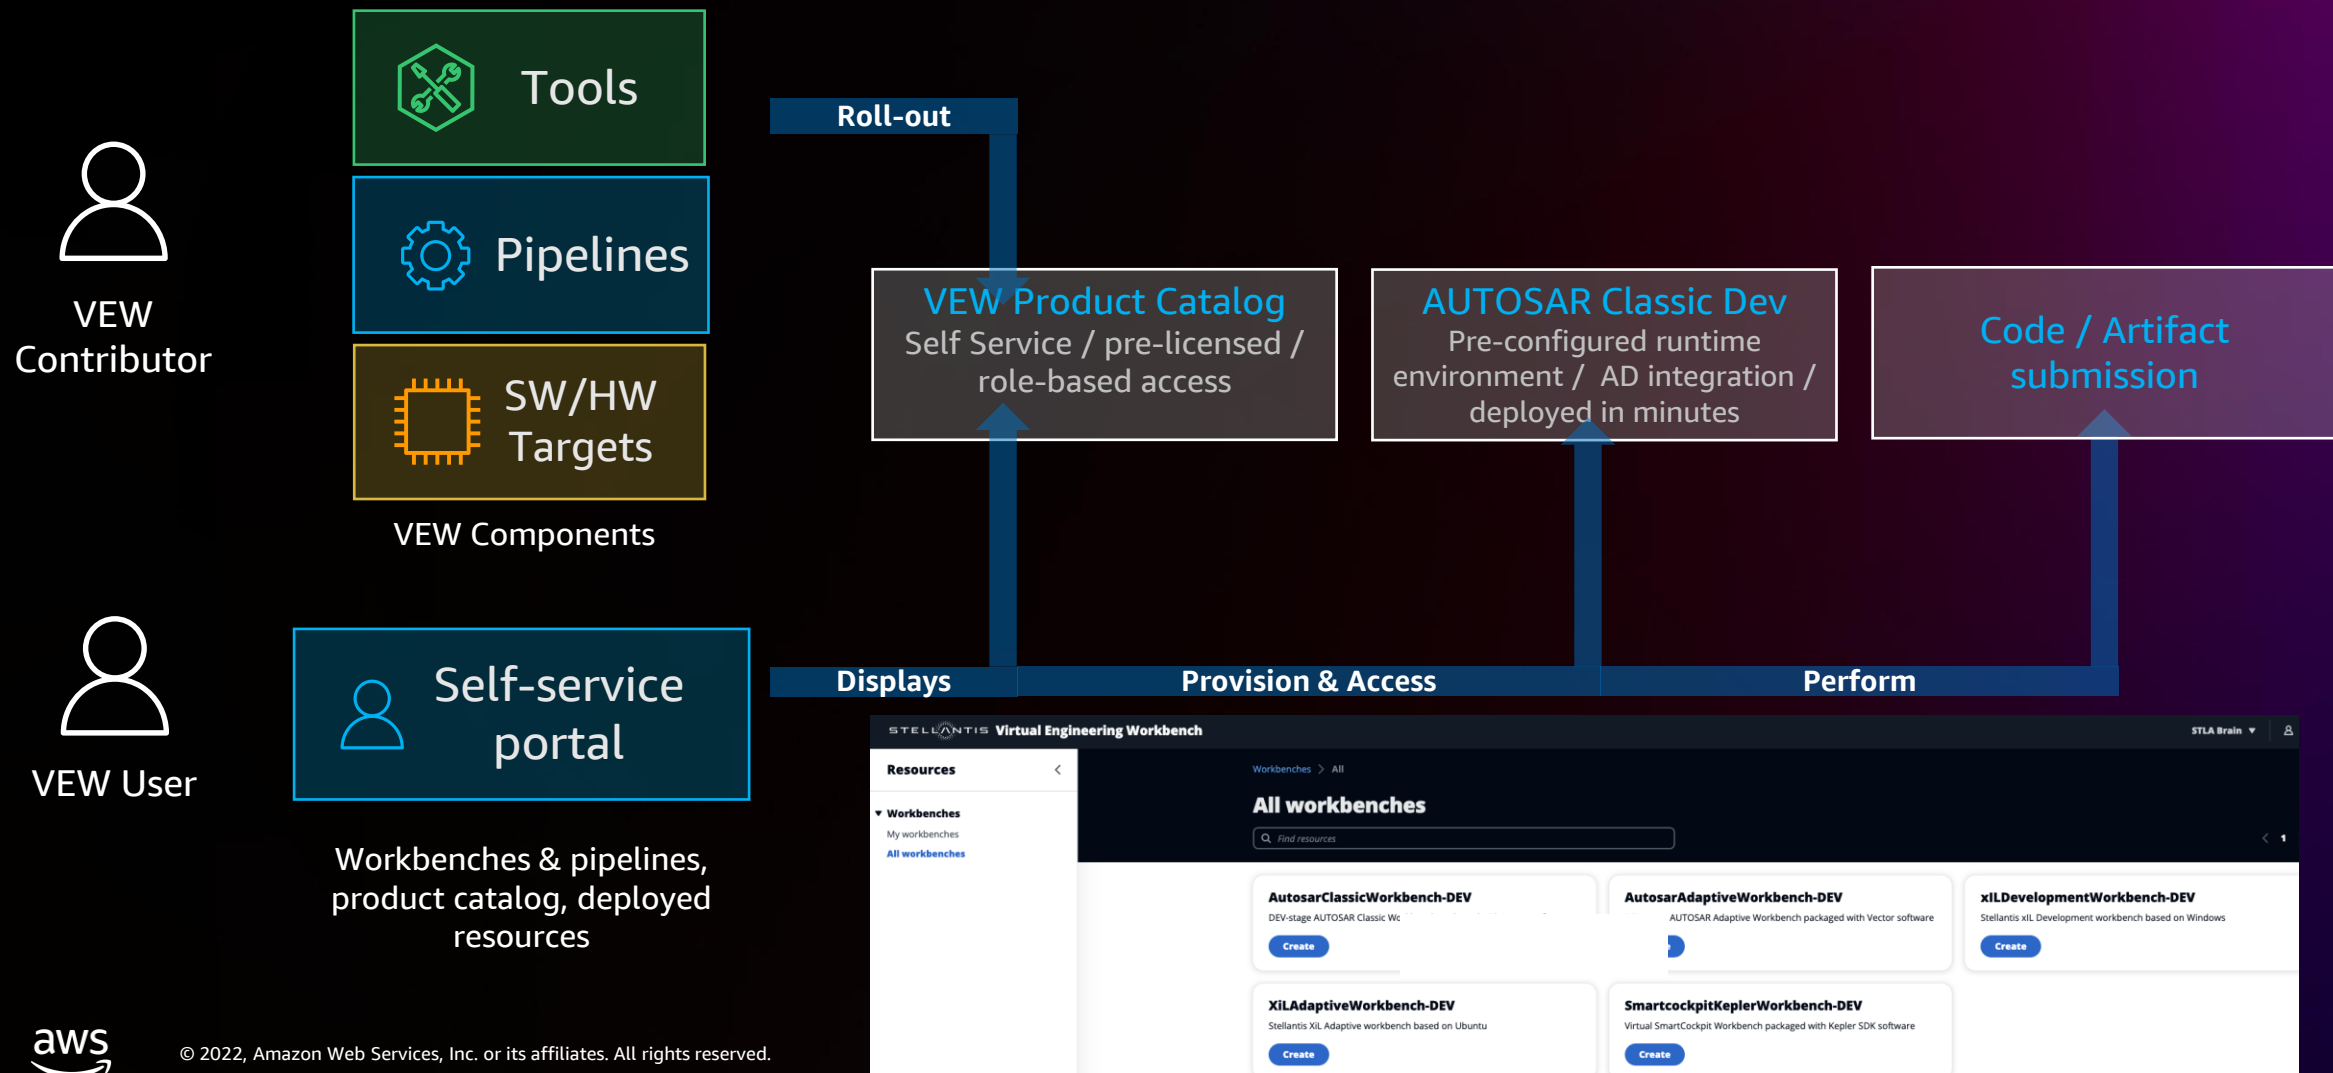 Tools
Roll-out
Pipelines
VEW
Contributor
SW/HW
Targets
VEW Components
VEW Product Catalog
Self Service / pre-licensed /
role-based access
AUTOSAR Classic Dev
Pre-configured runtime
environment / AD integration /
deployed in minutes
Code / Artifact
submission
Self-service
portal
VEW User
Workbenches & pipelines,
product catalog, deployed
resources
Displays
Provision & Access
Perform
STELLANTIS Virtual Engineering Workbench
STLA Brain
Resources
Workbenches
My workbenches
All workbenches
Workbenches > All
All workbenches
Find resources
1
AutosarClassicWorkbench-DEV
DEV-stage AUTOSAR Classic
Create
AutosarAdaptiveWorkbench-DEV
AUTOSAR Adaptive Workbench packaged with Vector software
xILDevelopmentWorkbench-DEV
Stellantis xIL Development workbench based on Windows
Create
XiLAdaptiveWorkbench-DEV
Stellantis XiL Adaptive workbench based on Ubuntu
Create
SmartcockpitKeplerWorkbench-DEV
Virtual SmartCockpit Workbench packaged with Kepler SDK software
Create
aws
© 2022, Amazon Web Services, Inc. or its affiliates. All rights reserved.